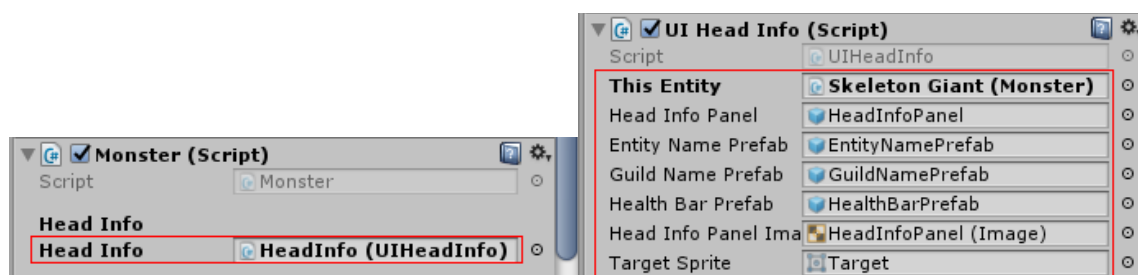 Monster (Script)
Script Monster
Head Info
Head Info HeadInfo (UIHeadInfo)
UI Head Info (Script)
Script UIHeadInfo
This Entity Skeleton Giant (Monster)
Head Info Panel HeadInfoPanel
Entity Name Prefab EntityNamePrefab
Guild Name Prefab GuildNamePrefab
Health Bar Prefab HealthBarPrefab
Head Info Panel Ima HeadInfoPanel (Image)
Target Sprite Target